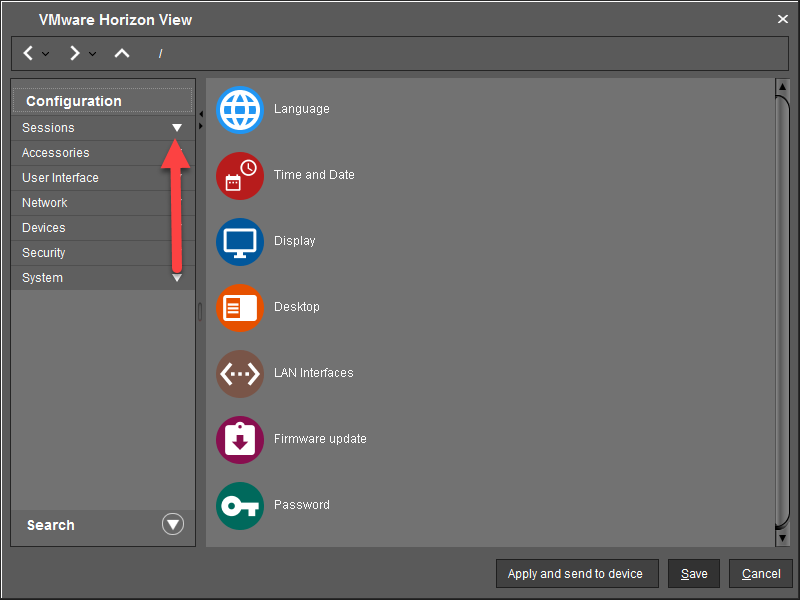 VMware Horizon View
/
Configuration
Sessions
Accessories
User Interface
Network
Devices
Security
System
Search
Language
Time and Date
Display
Desktop
LAN Interfaces
Firmware update
Password
Apply and send to device
Save
Cancel